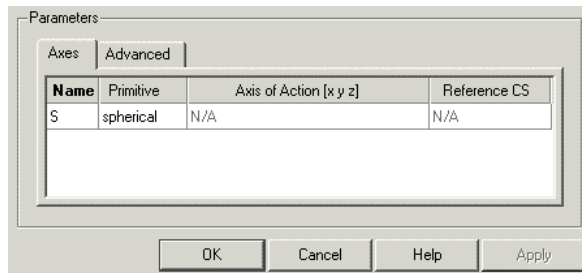 Parameters
Axes Advanced
Name Primitive Axis of Action [x y z] Reference CS
S spherical N/A N/A
OK Cancel Help Apply